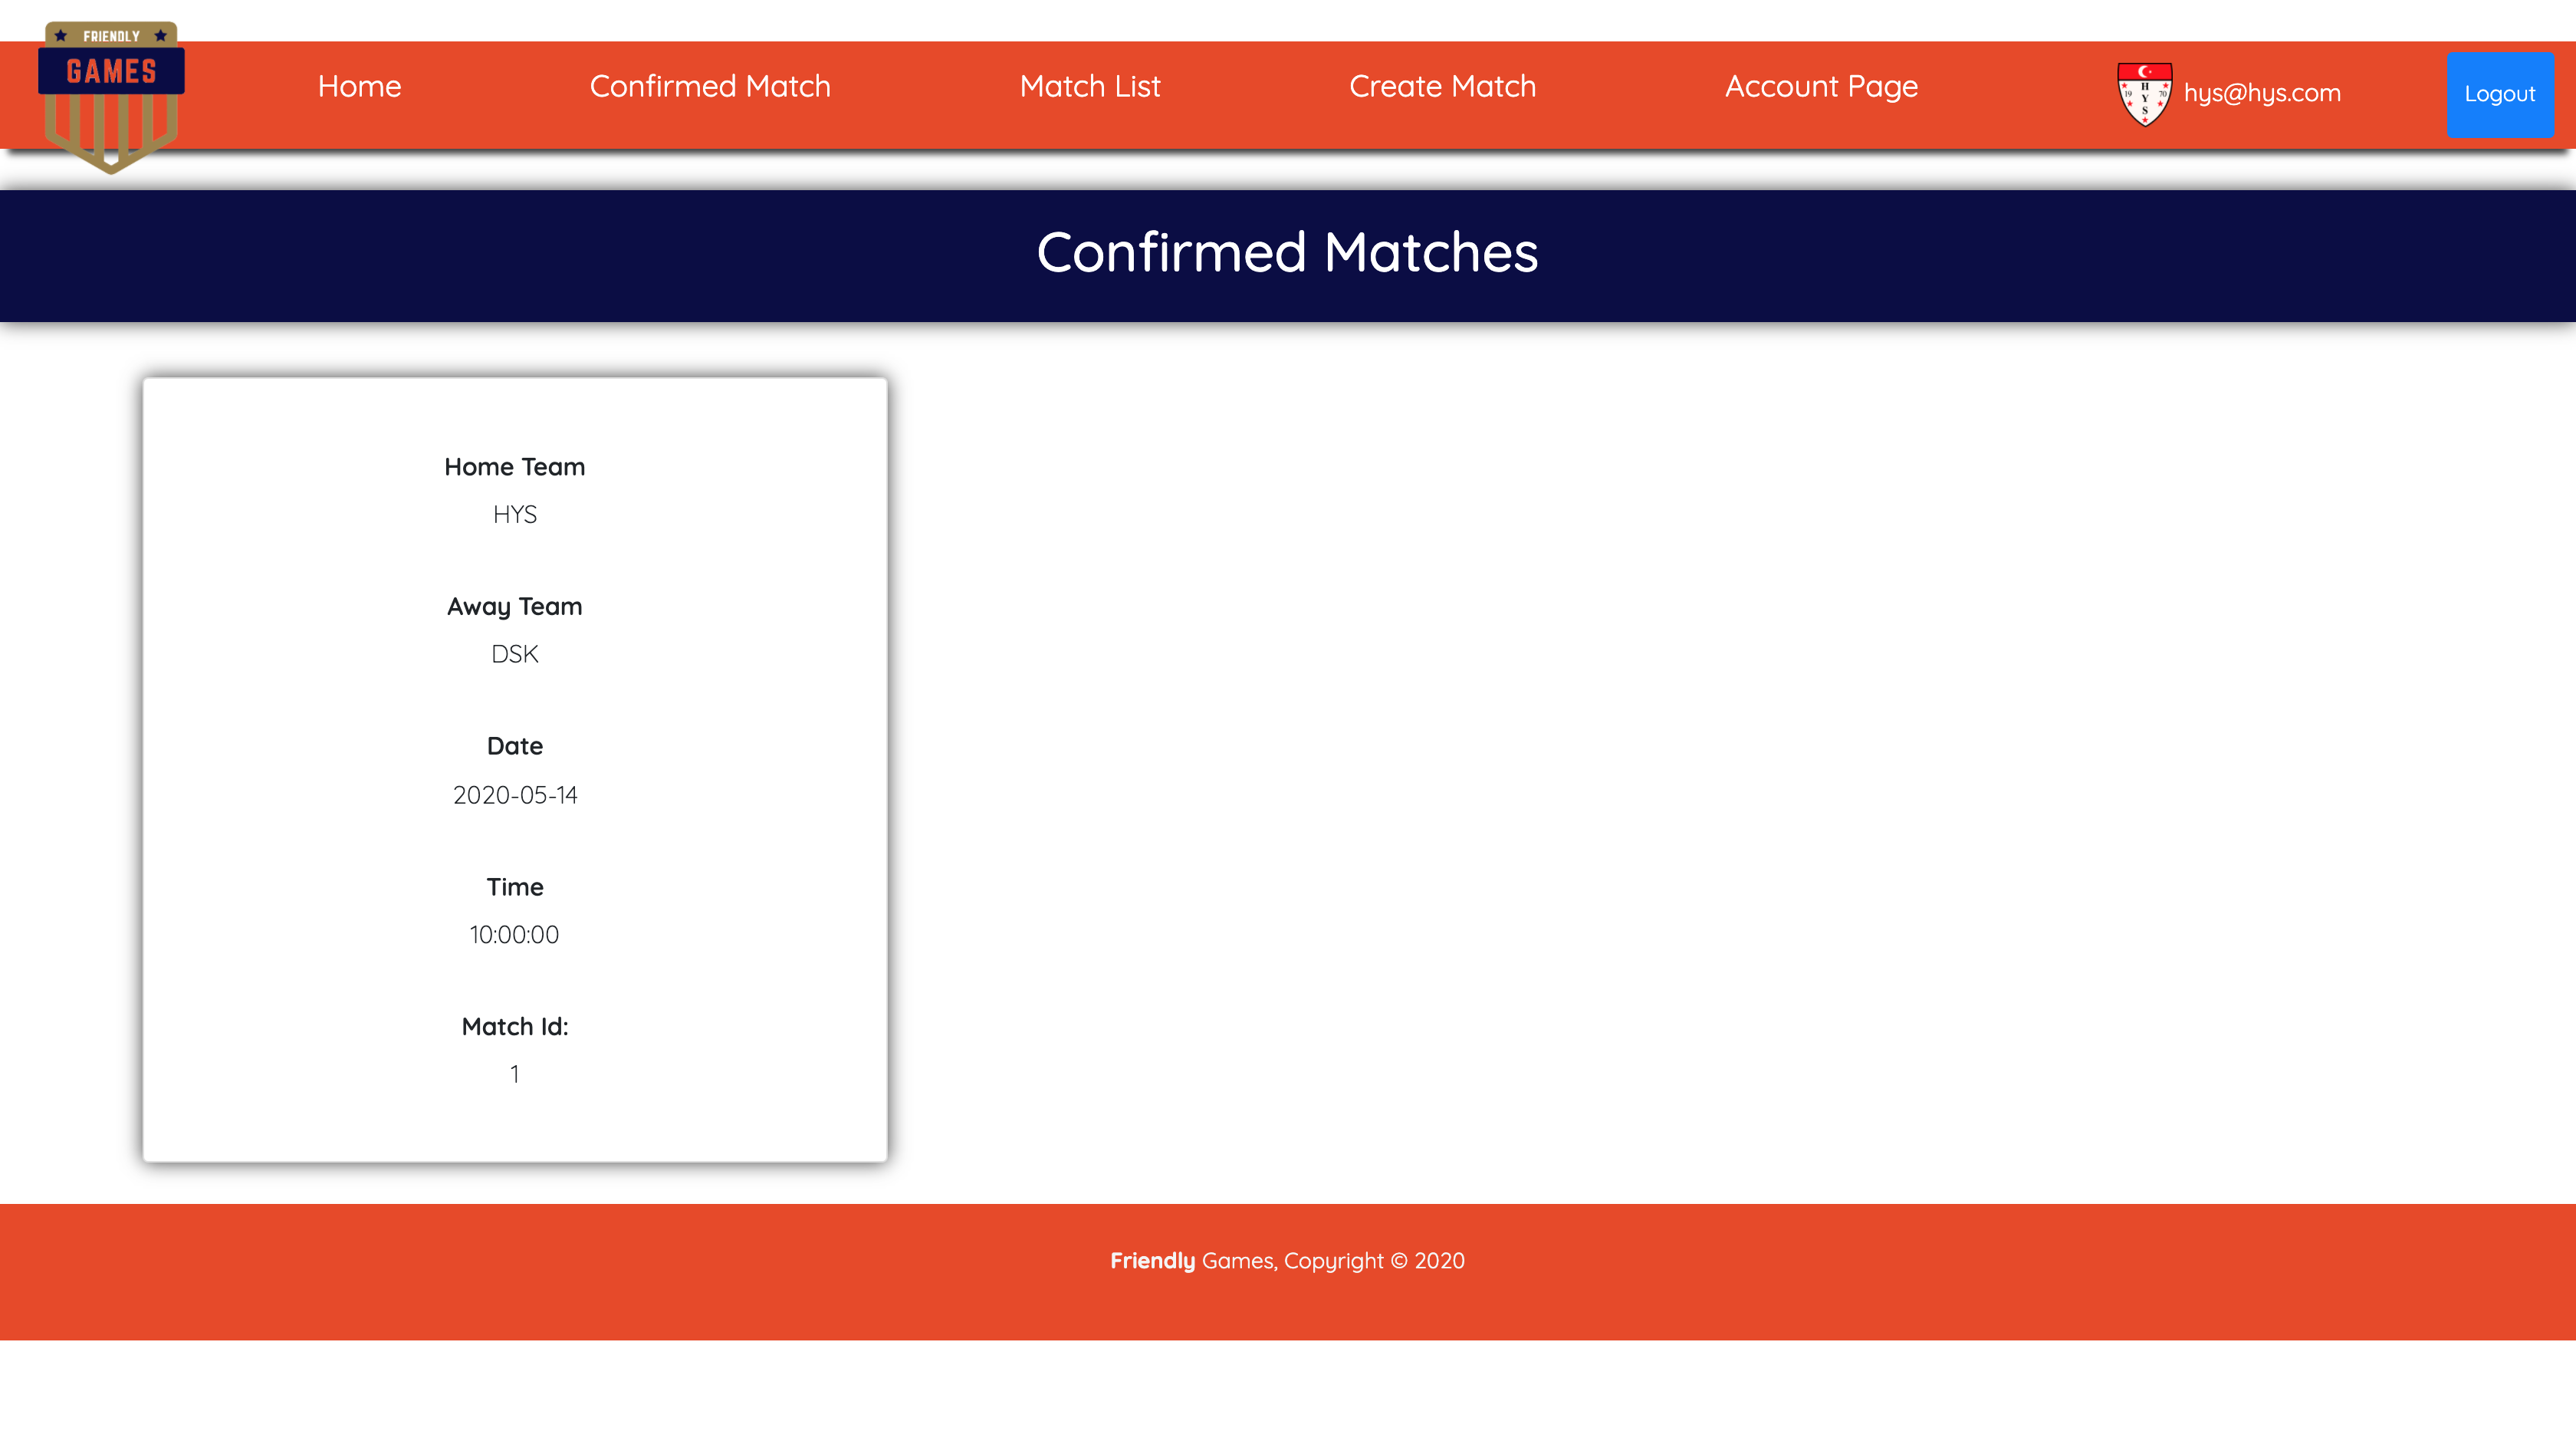 FRIENDLY
GAMES
Home
Confirmed Match
Match List
Create Match
Account Page
H
19 Y 70
S
hys@hys.com
Logout
Confirmed Matches
Home Team
HYS
Away Team
DSK
Date
2020-05-14
Time
10:00:00
Match Id:
1
Friendly Games, Copyright © 2020